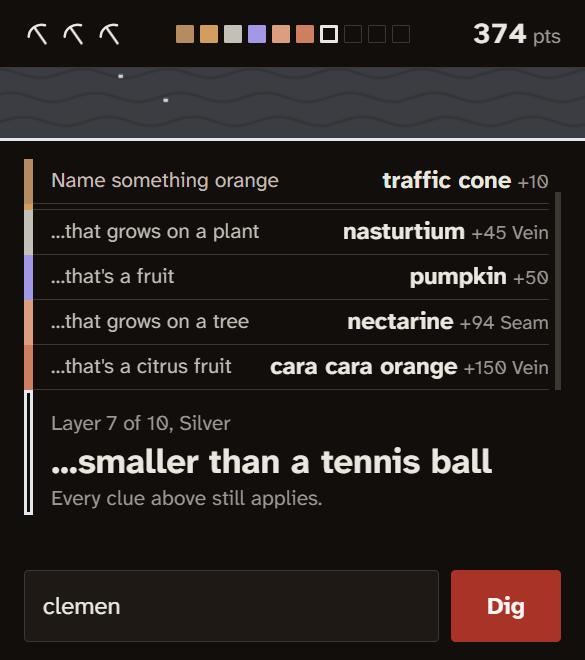 374 pts
Name something orange traffic cone +10
...that grows on a plant nasturtium +45 Vein
...that's a fruit pumpkin +50
...that grows on a tree nectarine +94 Seam
...that's a citrus fruit cara cara orange +150 Vein
Layer 7 of 10, Silver
...smaller than a tennis ball
Every clue above still applies.
clemen Dig